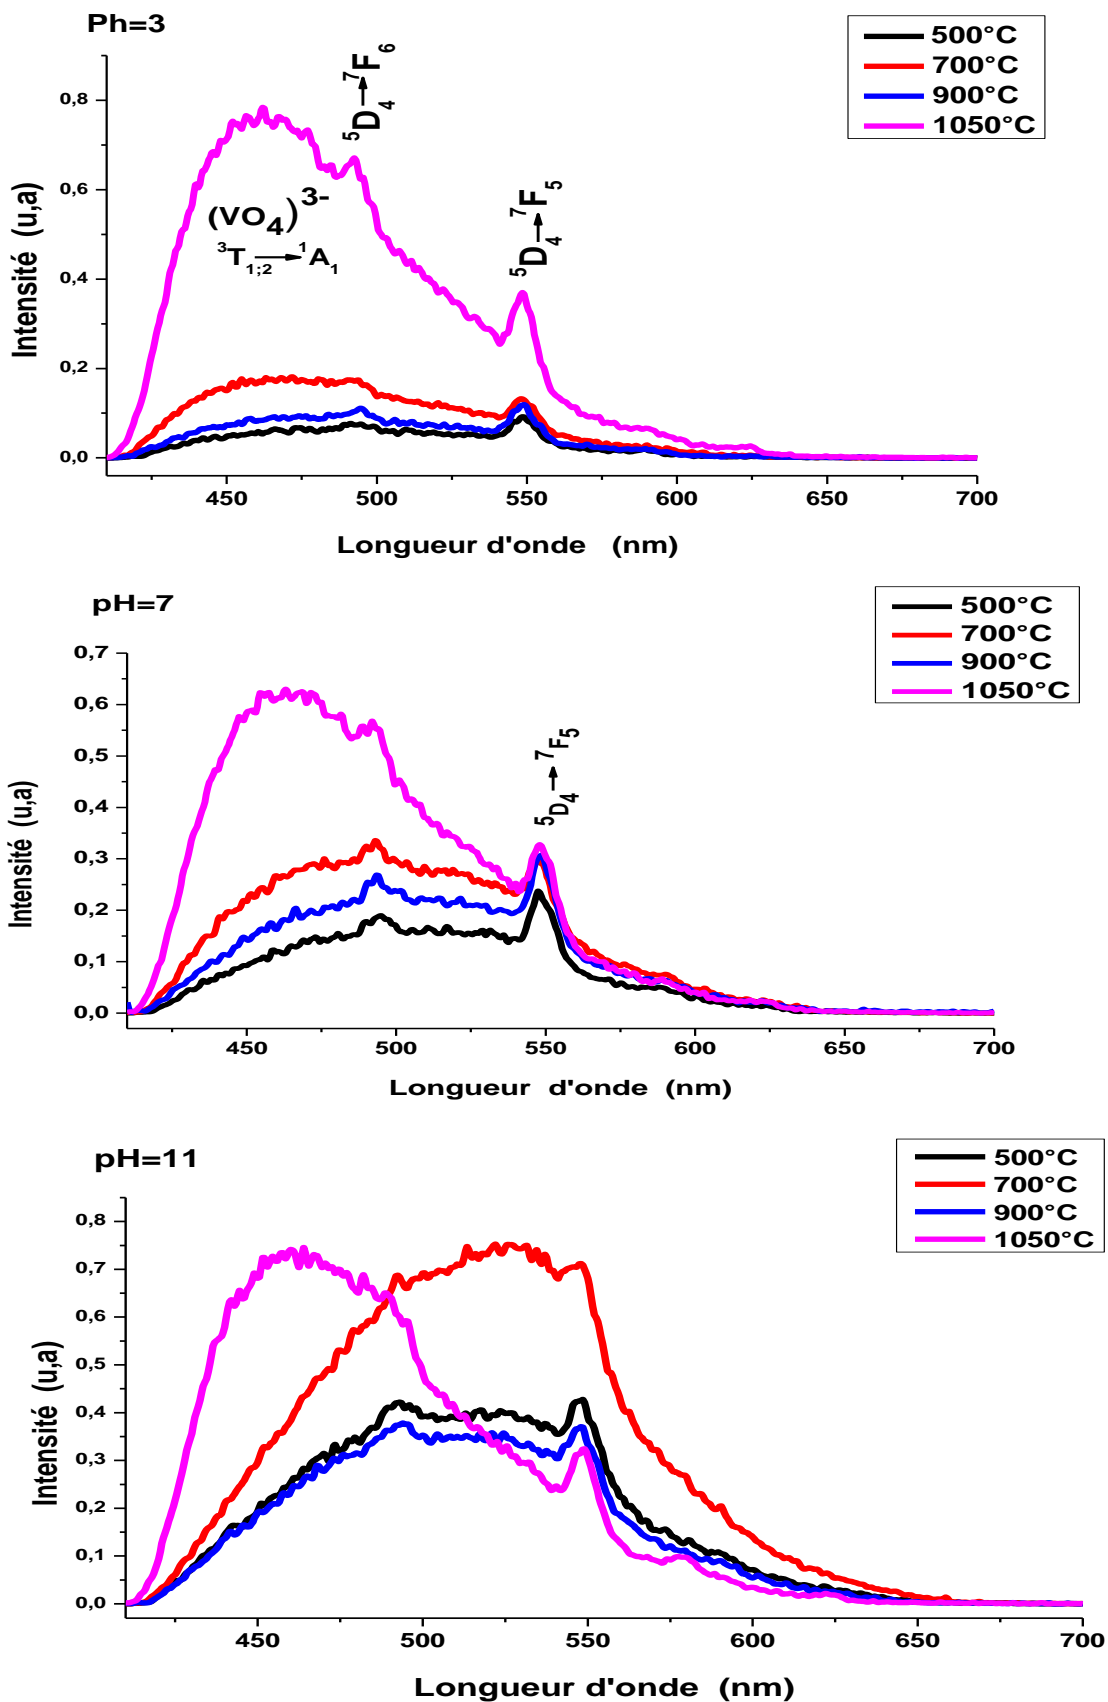 Ph=3
500°C
700°C
900°C
1050°C
⁵D₄→⁷F₆
⁵D₄→⁷F₅
(VO₄)³⁻
³T₁;₂→¹A₁
Intensité (u,a)
0,8
0,6
0,4
0,2
0,0
450 500 550 600 650 700
Longueur d'onde (nm)
pH=7
500°C
700°C
900°C
1050°C
⁵D₄→⁷F₅
Intensité (u,a)
0,7
0,6
0,5
0,4
0,3
0,2
0,1
0,0
450 500 550 600 650 700
Longueur d'onde (nm)
pH=11
500°C
700°C
900°C
1050°C
Intensité (u,a)
0,8
0,7
0,6
0,5
0,4
0,3
0,2
0,1
0,0
450 500 550 600 650 700
Longueur d'onde (nm)